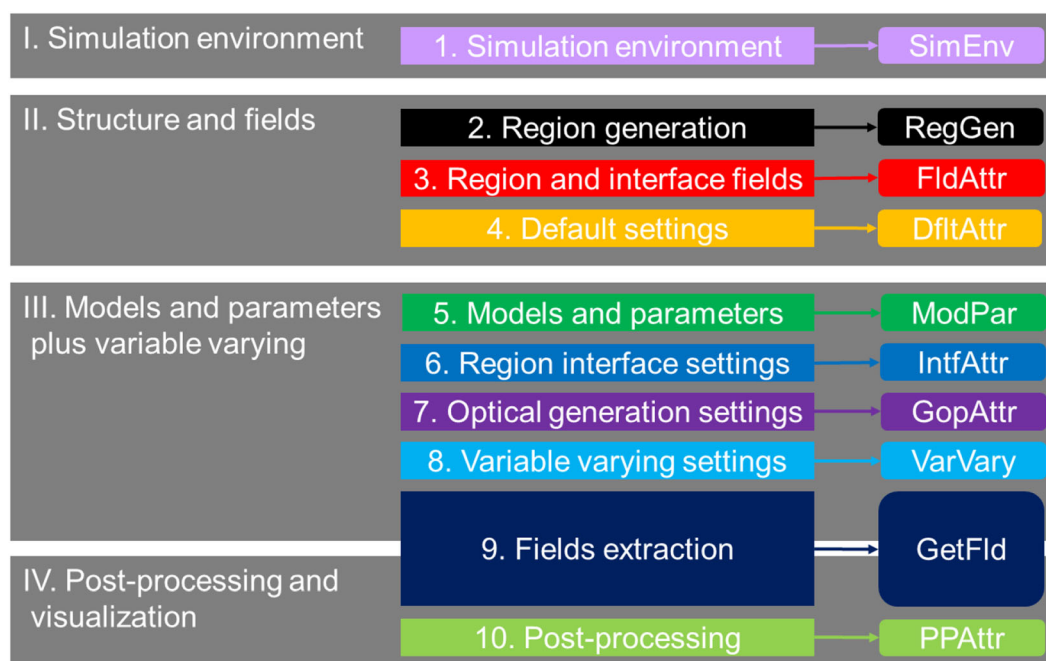 I. Simulation environment
1. Simulation environment
SimEnv
II. Structure and fields
2. Region generation
RegGen
3. Region and interface fields
FldAttr
4. Default settings
DfltAttr
III. Models and parameters
plus variable varying
5. Models and parameters
ModPar
6. Region interface settings
IntfAttr
7. Optical generation settings
GopAttr
8. Variable varying settings
VarVary
9. Fields extraction
GetFld
IV. Post-processing and
visualization
10. Post-processing
PPAttr